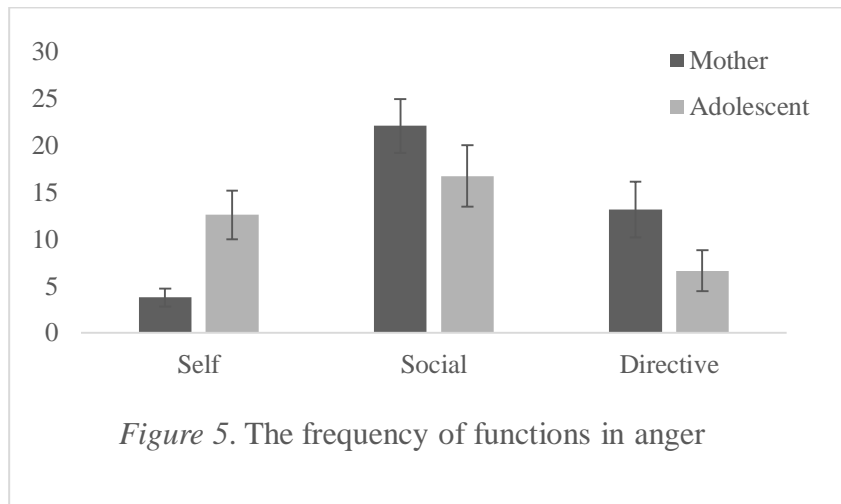 30
25
20
15
10
5
0
Mother
Adolescent
Self Social Directive
Figure 5. The frequency of functions in anger